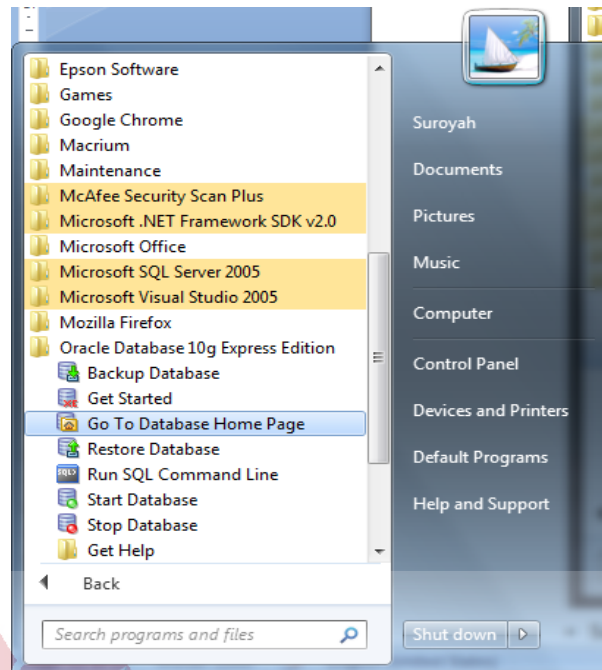 Epson Software
Games
Google Chrome
Macrium
Maintenance
McAfee Security Scan Plus
Microsoft .NET Framework SDK v2.0
Microsoft Office
Microsoft SQL Server 2005
Microsoft Visual Studio 2005
Mozilla Firefox
Oracle Database 10g Express Edition
Backup Database
Get Started
Go To Database Home Page
Restore Database
Run SQL Command Line
Start Database
Stop Database
Get Help
Back
Search programs and files
Suroyah
Documents
Pictures
Music
Computer
Control Panel
Devices and Printers
Default Programs
Help and Support
Shut down